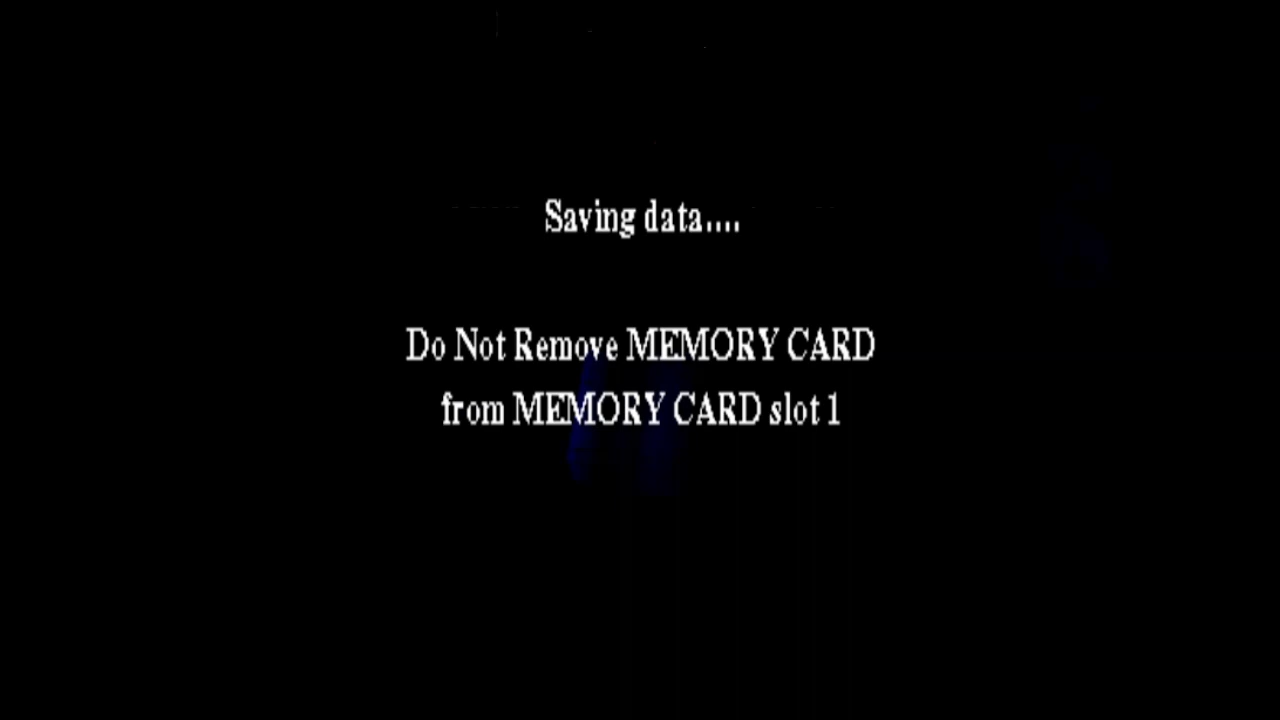 Saving data....
Do Not Remove MEMORY CARD
from MEMORY CARD slot 1